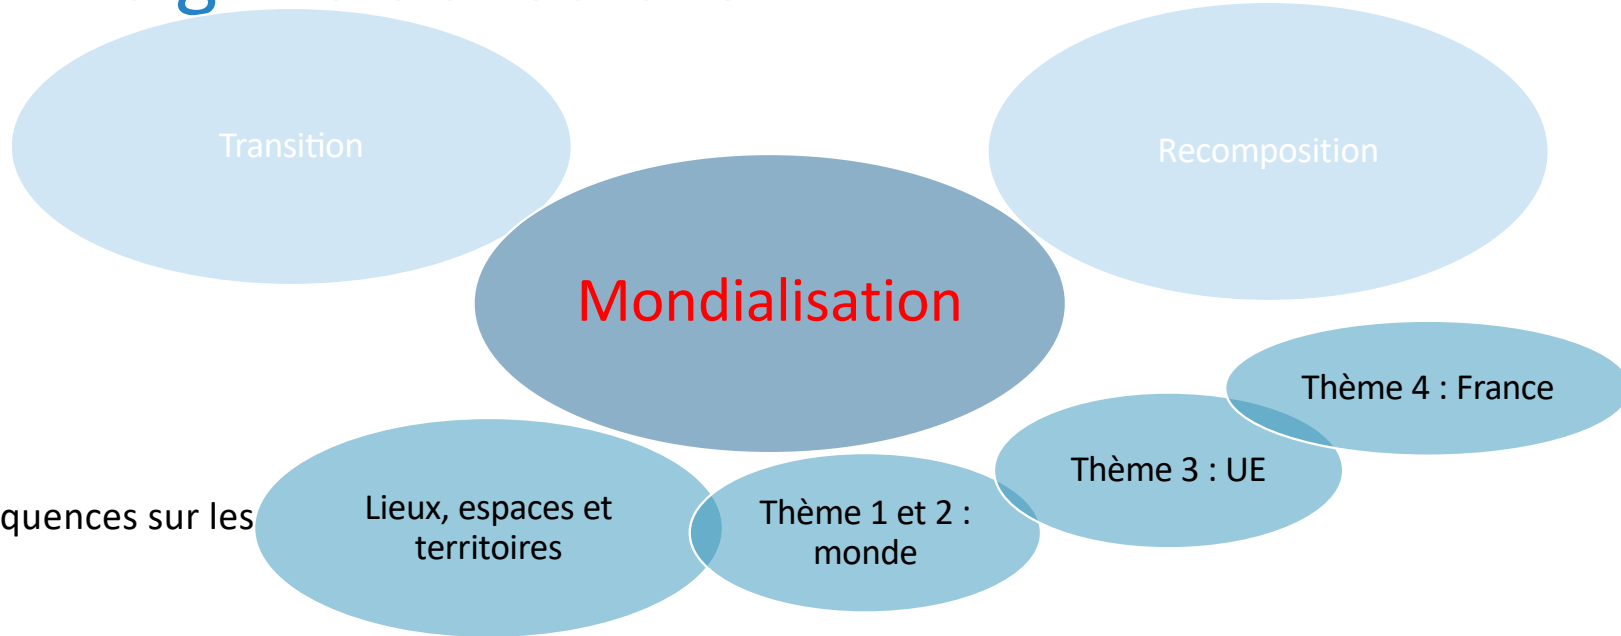 Transition
Recomposition
Mondialisation
Thème 4 : France
Thème 3 : UE
quences sur les
Lieux, espaces et
territoires
Thème 1 et 2 :
monde